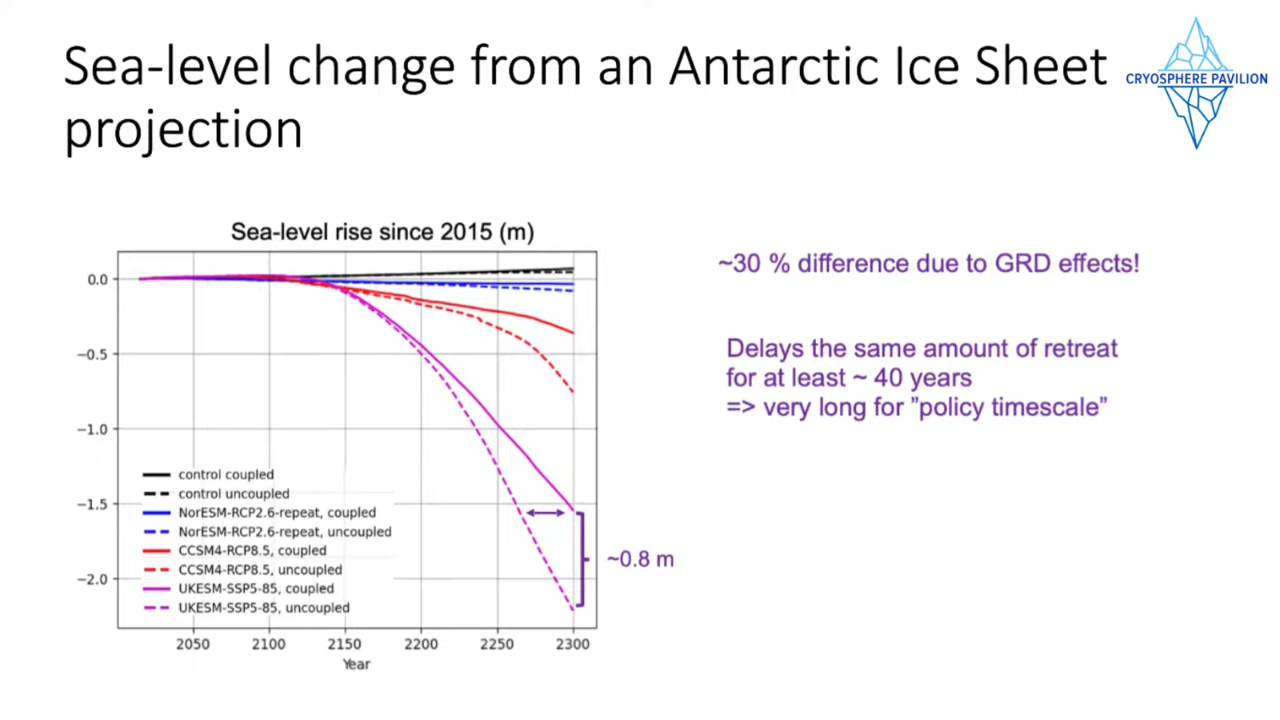 Sea-level change from an Antarctic Ice Sheet
projection
CRYOSPHERE PAVILION
Sea-level rise since 2015 (m)
0.0
−0.5
−1.0
−1.5
−2.0
control coupled
control uncoupled
NorESM-RCP2.6-repeat, coupled
NorESM-RCP2.6-repeat, uncoupled
CCSM4-RCP8.5, coupled
CCSM4-RCP8.5, uncoupled
UKESM-SSP5-85, coupled
UKESM-SSP5-85, uncoupled
2050 2100 2150 2200 2250 2300
Year
~0.8 m
~30 % difference due to GRD effects!
Delays the same amount of retreat
for at least ~ 40 years
=> very long for ”policy timescale”